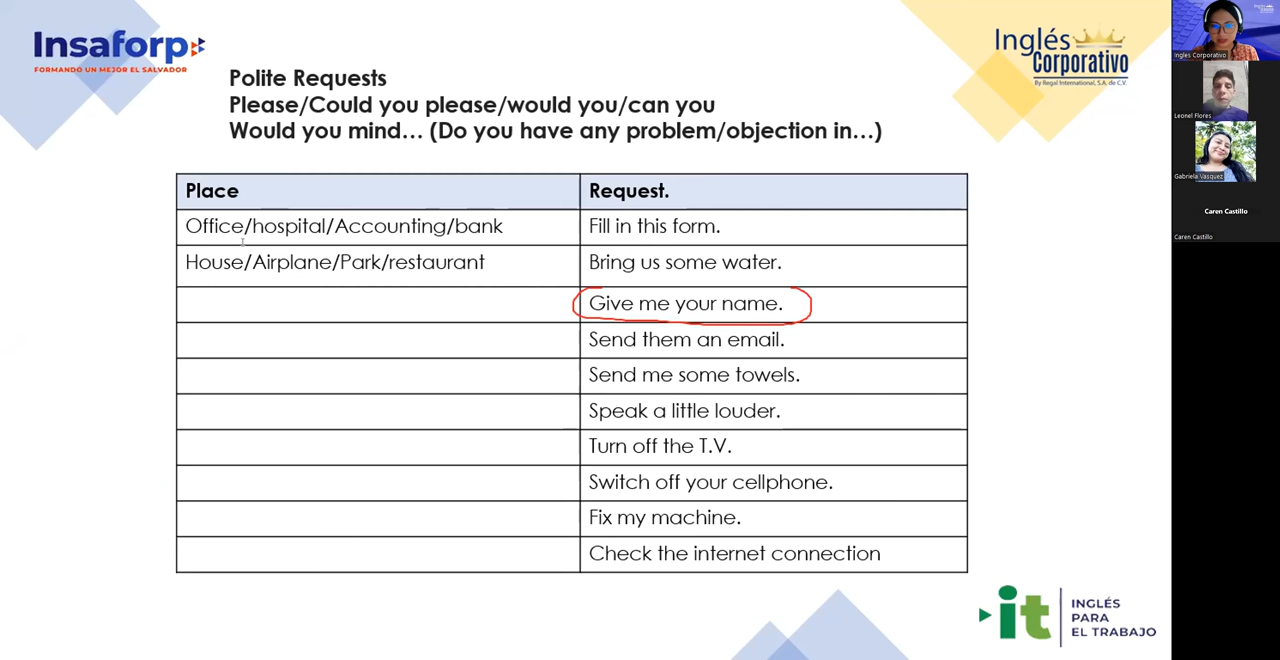 Insaforp
FORMANDO UN MEJOR EL SALVADOR
Inglés
Corporativo
By Regal International, S.A. de C.V.
Polite Requests
Please/Could you please/would you/can you
Would you mind… (Do you have any problem/objection in…)
Place Request.
Office/hospital/Accounting/bank Fill in this form.
House/Airplane/Park/restaurant Bring us some water.
Give me your name.
Send them an email.
Send me some towels.
Speak a little louder.
Turn off the T.V.
Switch off your cellphone.
Fix my machine.
Check the internet connection
it
INGLÉS
PARA
EL TRABAJO
Ingles Corporativo
Leonel Flores
Gabriela Vasquez
Caren Castillo
Caren Castillo